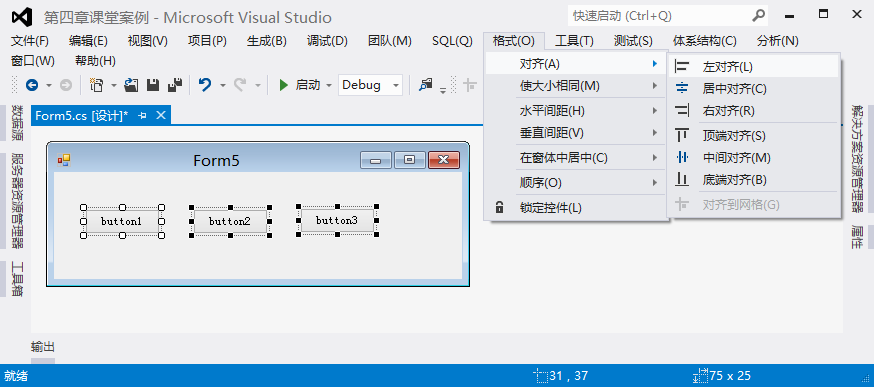 第四章课堂案例 - Microsoft Visual Studio
快速启动 (Ctrl+Q)
文件(F) 编辑(E) 视图(V) 项目(P) 生成(B) 调试(D) 团队(M) SQL(Q) 格式(O) 工具(T) 测试(S) 体系结构(C) 分析(N)
窗口(W) 帮助(H)
启动 Debug
对齐(A)
使大小相同(M)
水平间距(H)
垂直间距(V)
在窗体中居中(C)
顺序(O)
锁定控件(L)
左对齐(L)
居中对齐(C)
右对齐(R)
顶端对齐(S)
中间对齐(M)
底端对齐(B)
对齐到网格(G)
数据源
服务器资源管理器
工具箱
Form5.cs [设计]*
Form5
button1 button2 button3
解决方案资源管理器
属性
输出
就绪
31 , 37
75 x 25